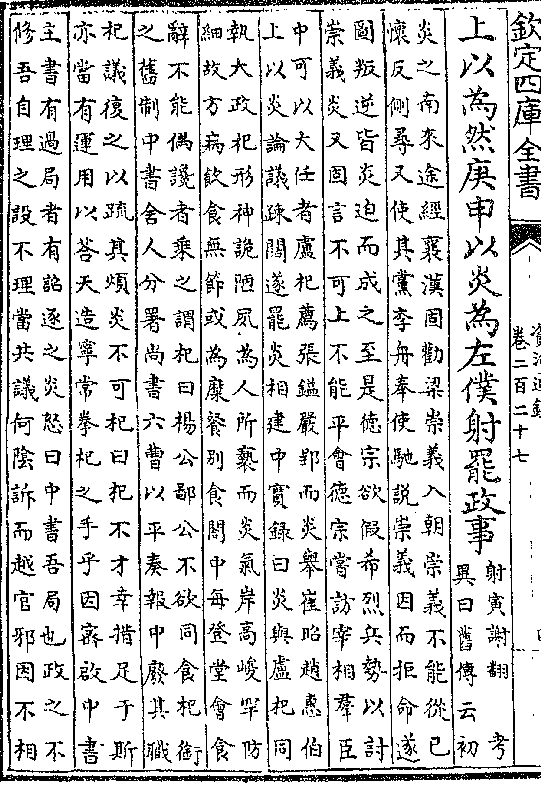 欽定四庫全書
資治通鑑
卷二百二十七
上以為然庚申以炎為左僕射罷政事
射寅謝翻考
異曰舊傳云初
炎之南來途經襄漢固勸梁崇義入朝崇義不能從已
懷反側尋又使其黨李舟奉使馳說崇義因而拒命遂
圖叛逆皆炎迫而成之至是德宗欲假希烈兵勢以討
崇義炎又固言不可上不能平會德宗嘗訪宰相羣臣
中可以大任者盧杞薦張鎰嚴郢而炎舉崔昭趙惠伯
上以炎論議疎闊遂罷炎相建中實錄曰炎與盧杞同
執大政杞形神詭陋夙為人所褻而炎氣岸高峻罕防
細故方病飲食無節或為糜餐別食閤中每登堂會食
辭不能偶讒者乘之謂杞曰楊公鄙公不欲同食杞銜
之舊制中書舍人分署尚書六曹以平奏報中廢其職
杞議復之以疏其煩炎不可杞曰杞不才幸措足于斯
亦當有運用以荅天造寧常拳杞之手乎因密啟中書
主書有過局者有詔逐之炎怒曰中書吾局也政之不
修吾自理之設不理當共議何陰訴而越官邪因不相